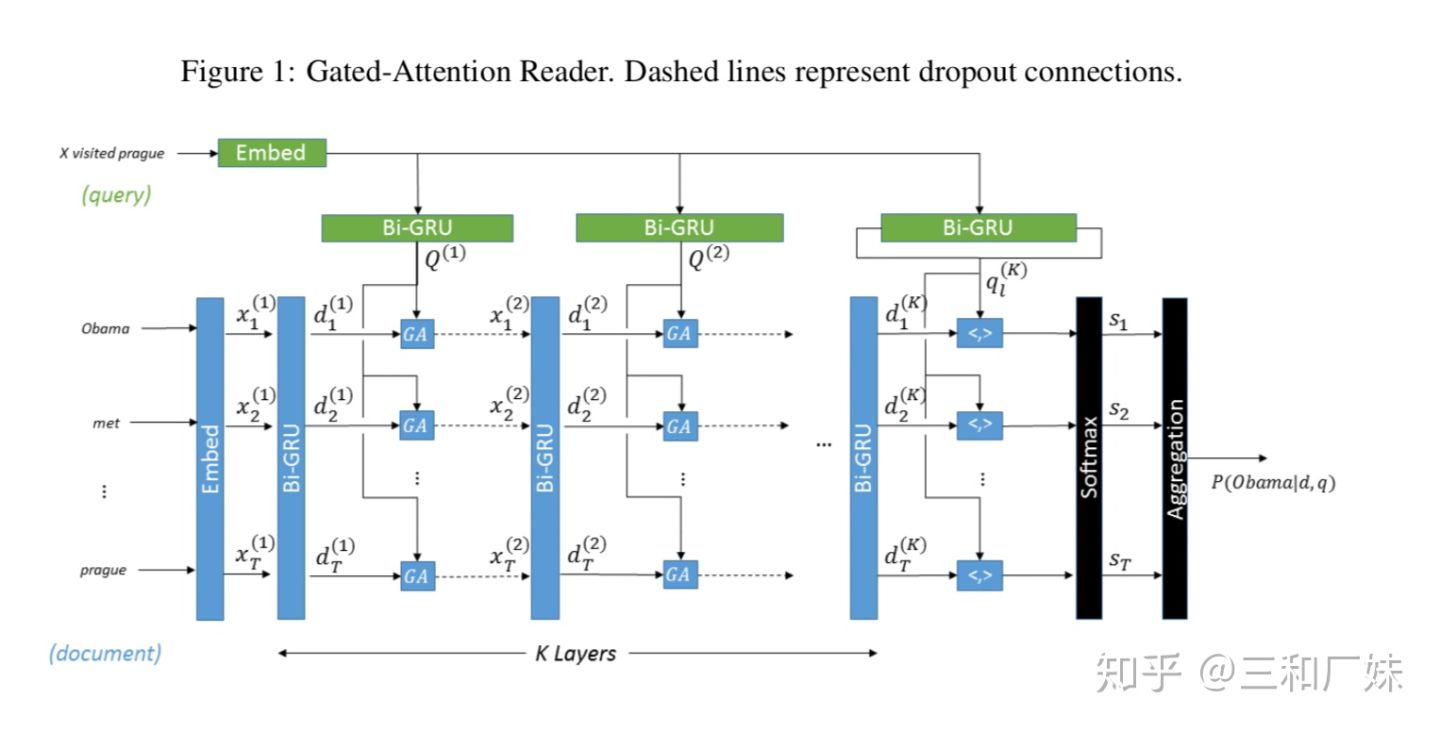 Figure 1: Gated-Attention Reader. Dashed lines represent dropout connections.
X visited prague
Embed
(query)
Bi-GRU Bi-GRU Bi-GRU
Q^(1) Q^(2) q_l^(K)
Obama x_1^(1) d_1^(1) GA x_1^(2) d_1^(2) GA d_1^(K) <,> s_1
met x_2^(1) d_2^(1) GA x_2^(2) d_2^(2) GA d_2^(K) <,> s_2
⋮ ⋮ ⋮ ... ⋮
Embed Bi-GRU Bi-GRU Bi-GRU Softmax Aggregation
P(Obama|d,q)
prague x_T^(1) d_T^(1) GA x_T^(2) d_T^(2) GA d_T^(K) <,> s_T
(document)
K Layers
知乎 @三和厂妹